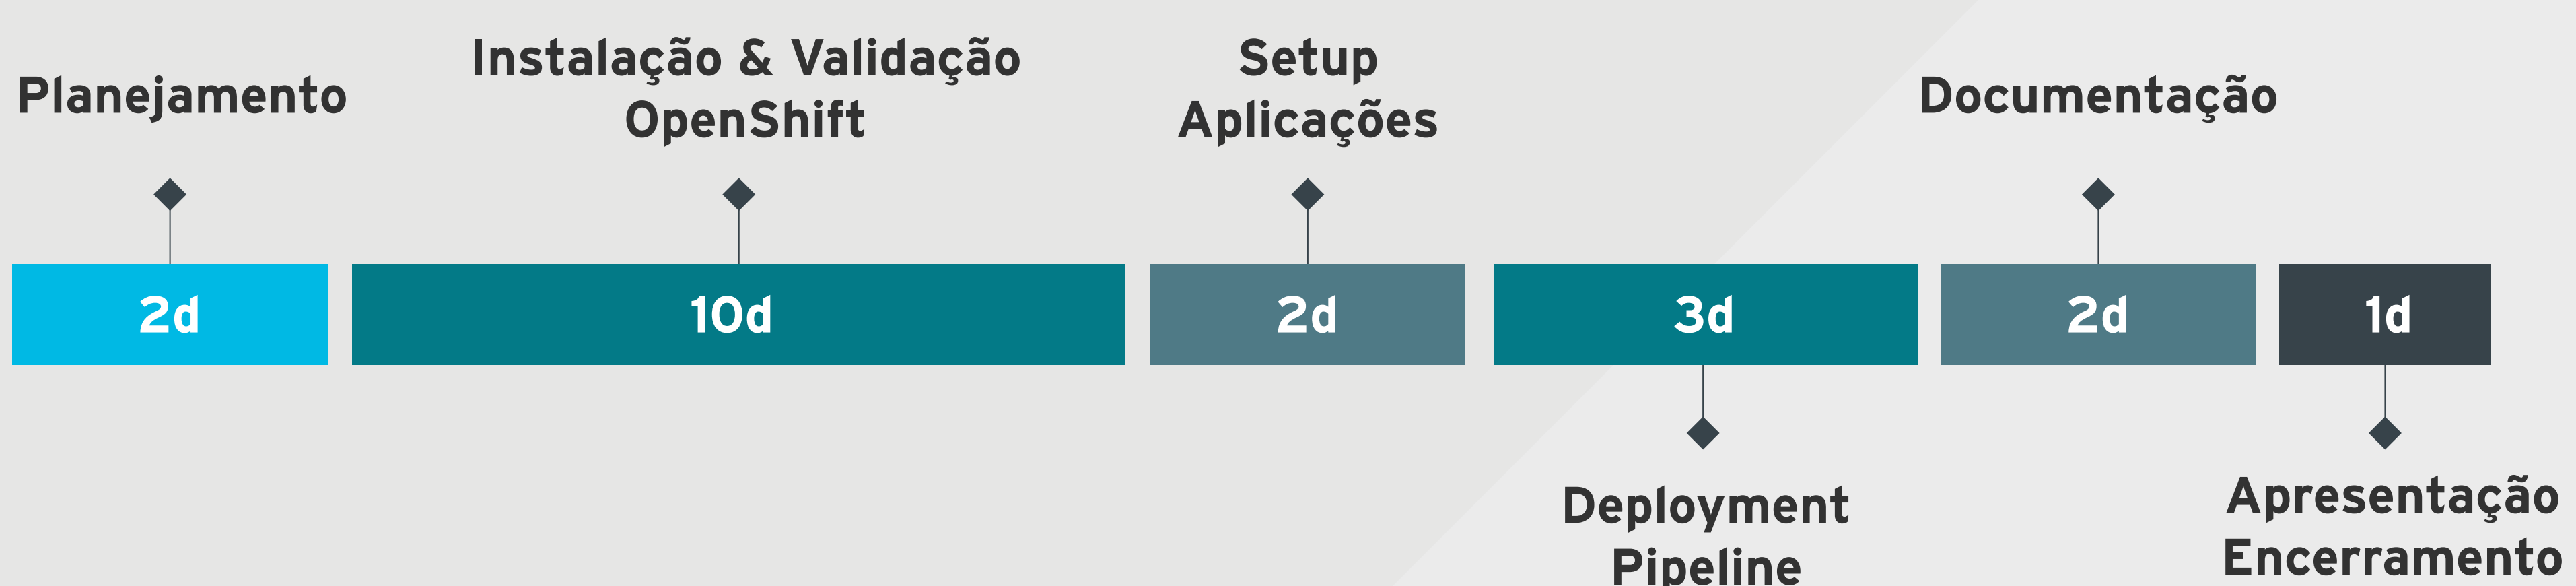 Planejamento
Instalação & Validação
OpenShift
Setup
Aplicações
Documentação
2d
10d
2d
3d
2d
1d
Deployment
Pipeline
Apresentação
Encerramento